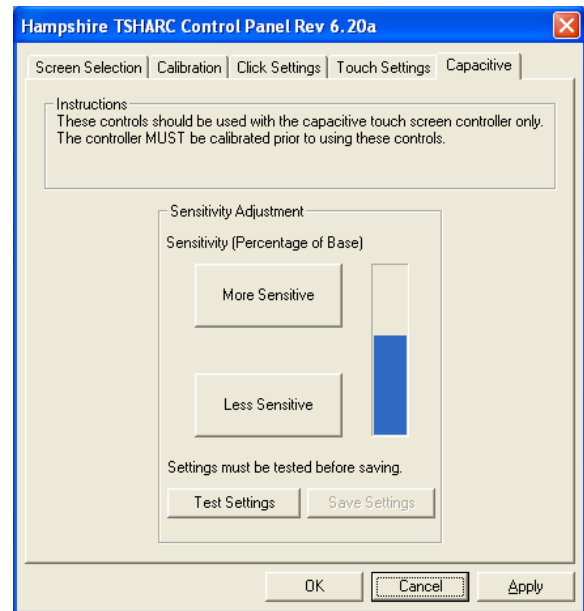 Hampshire TSHARC Control Panel Rev 6.20a
Screen Selection Calibration Click Settings Touch Settings Capacitive
Instructions
These controls should be used with the capacitive touch screen controller only.
The controller MUST be calibrated prior to using these controls.
Sensitivity Adjustment
Sensitivity (Percentage of Base)
More Sensitive
Less Sensitive
Settings must be tested before saving.
Test Settings Save Settings
OK Cancel Apply